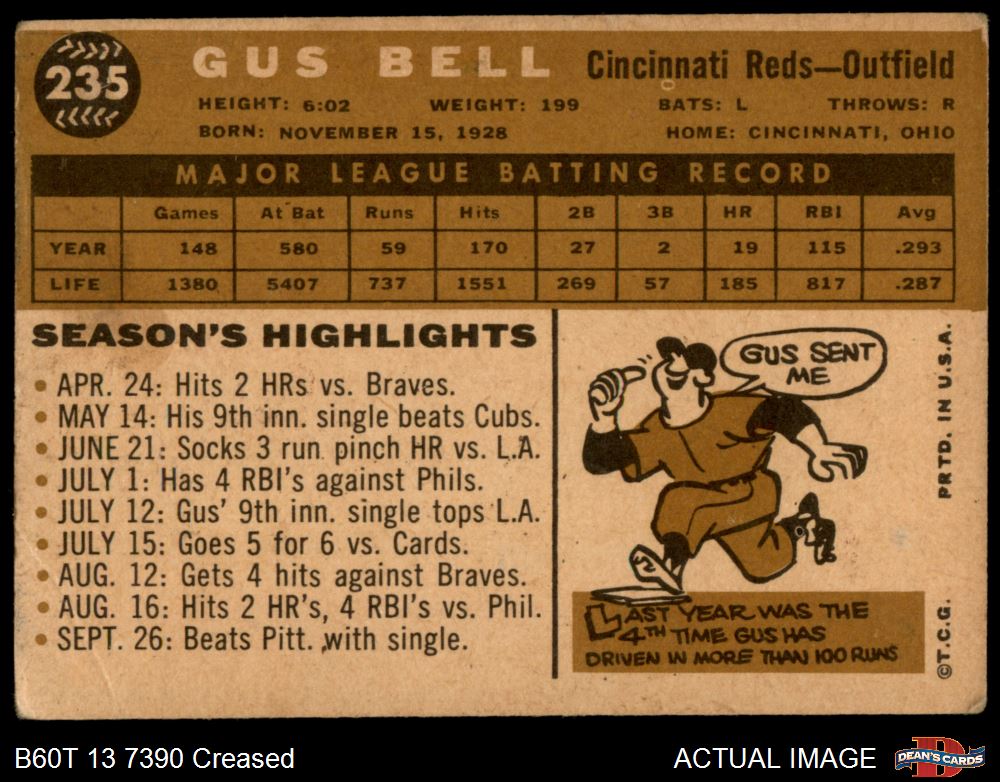 235
GUS BELL Cincinnati Reds—Outfield
HEIGHT: 6:02 WEIGHT: 199 BATS: L THROWS: R
BORN: NOVEMBER 15, 1928 HOME: CINCINNATI, OHIO
MAJOR LEAGUE BATTING RECORD
Games At Bat Runs Hits 2B 3B HR RBI Avg
YEAR 148 580 59 170 27 2 19 115 .293
LIFE 1380 5407 737 1551 269 57 185 817 .287
SEASON'S HIGHLIGHTS
• APR. 24: Hits 2 HRs vs. Braves.
• MAY 14: His 9th inn. single beats Cubs.
• JUNE 21: Socks 3 run pinch HR vs. L.A.
• JULY 1: Has 4 RBI's against Phils.
• JULY 12: Gus' 9th inn. single tops L.A.
• JULY 15: Goes 5 for 6 vs. Cards.
• AUG. 12: Gets 4 hits against Braves.
• AUG. 16: Hits 2 HR's, 4 RBI's vs. Phil.
• SEPT. 26: Beats Pitt. with single.
GUS SENT
ME
LAST YEAR WAS THE
4TH TIME GUS HAS
DRIVEN IN MORE THAN 100 RUNS
©T.C.G. PRTD. IN U.S.A.
B60T 13 7390 Creased ACTUAL IMAGE
D
DEAN'S CARDS